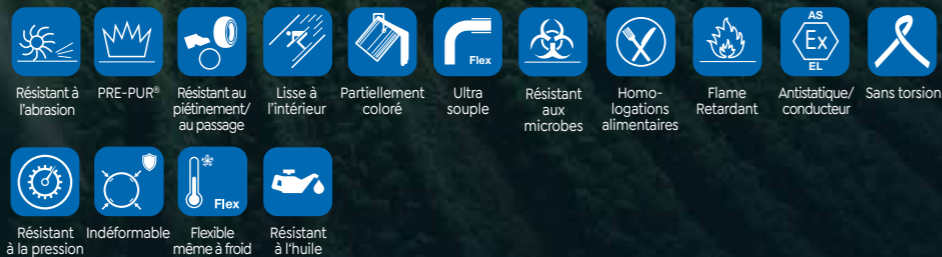 AS
Ex
EL
Flex
Résistant à
l'abrasion
PRE-PUR®
Résistant au
piétinement/
au passage
Lisse à
l'intérieur
Partiellement
coloré
Ultra
souple
Résistant
aux
microbes
Homo-
logations
alimentaires
Flame
Retardant
Antistatique/
conducteur
Sans torsion
Flex
Résistant
à la pression
Indéformable
Flexible
même à froid
Résistant
à l'huile